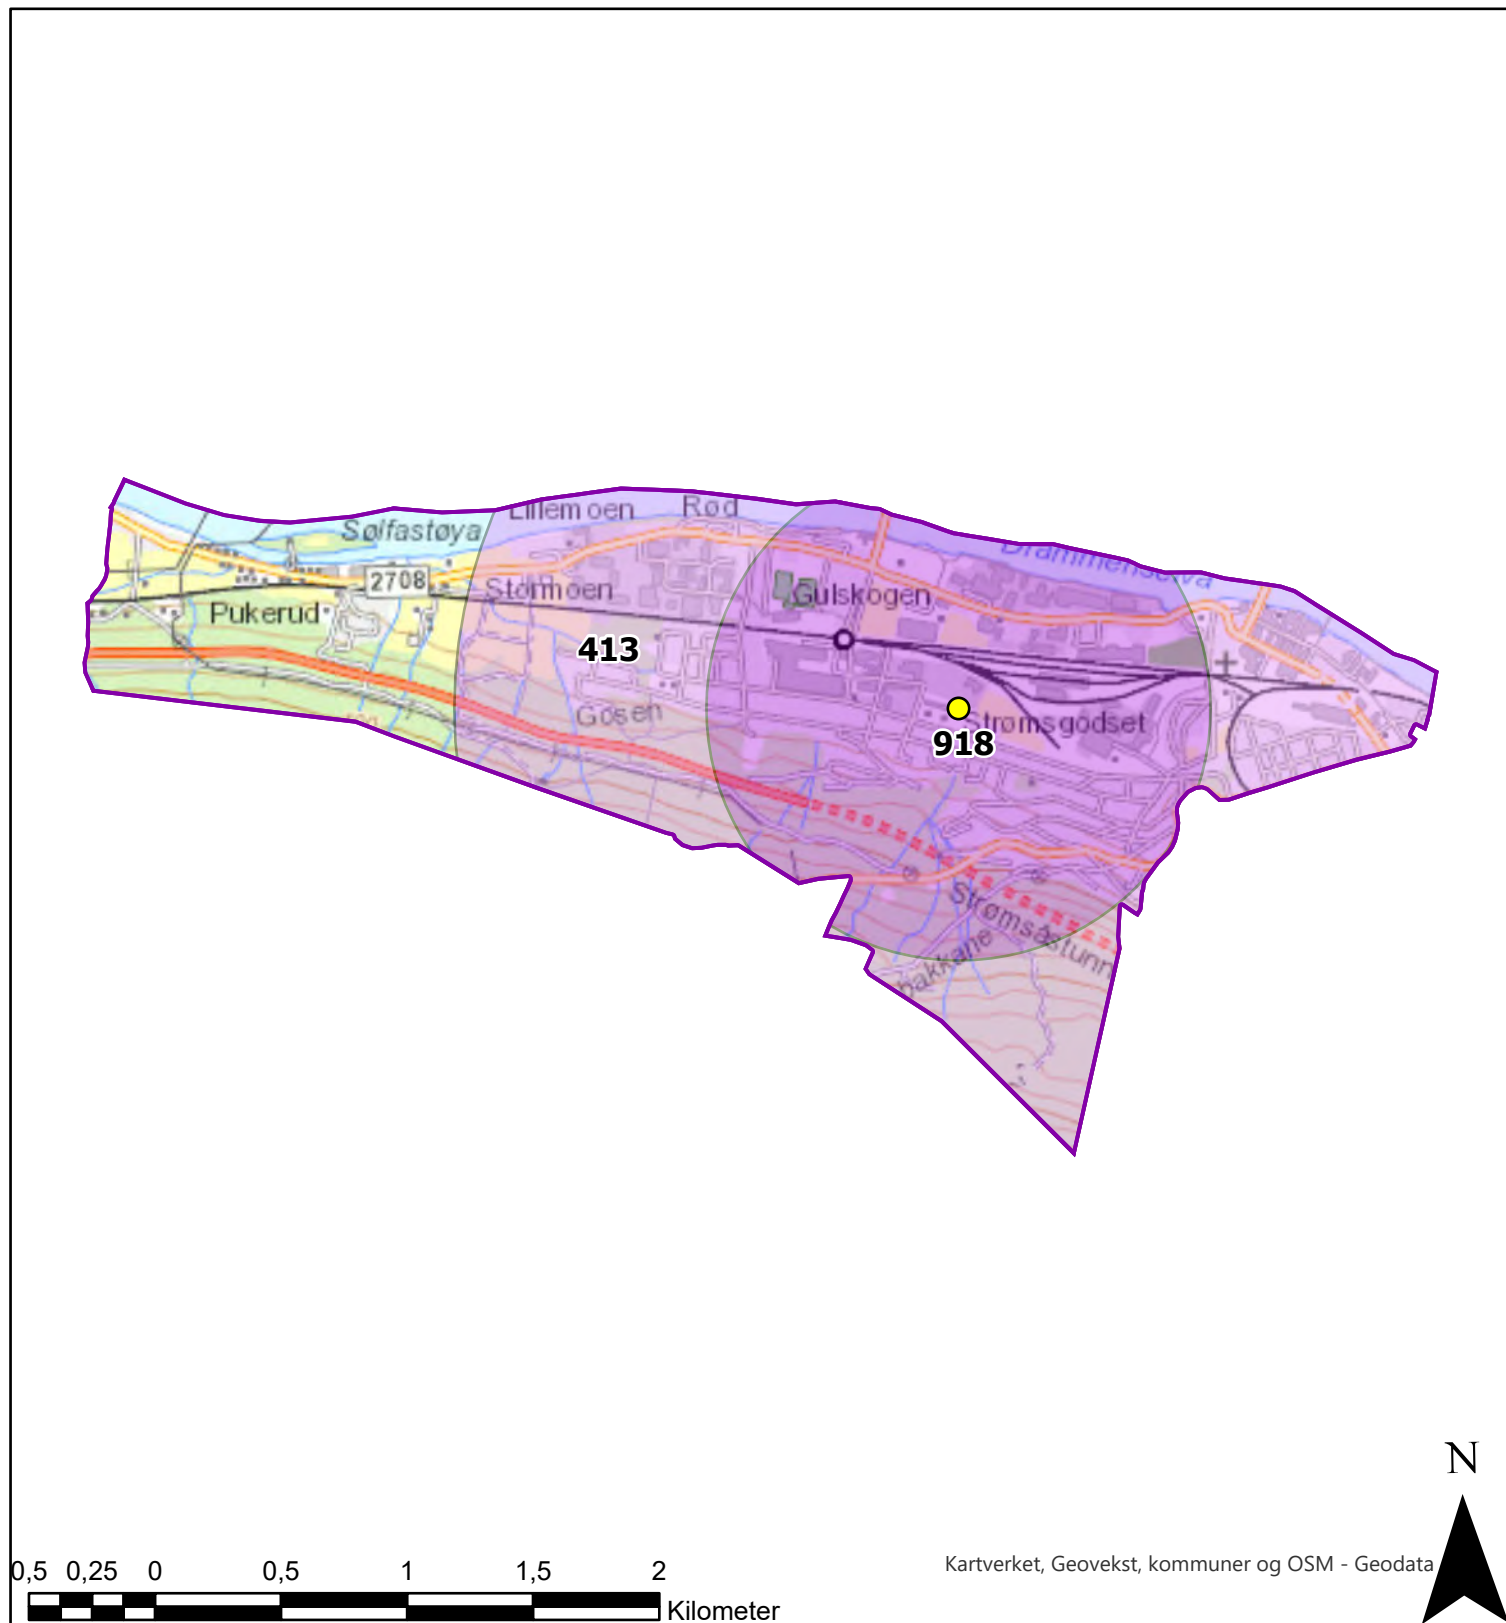 Lillemoen
Rød
Sølfastøya
Drammenselva
2708
Stormoen
Gulskogen
Pukerud
413
Gosen
Strømsgodset
918
Strømsåstunn
bakkane
N
0,5 0,25 0 0,5 1 1,5 2
Kilometer
Kartverket, Geovekst, kommuner og OSM - Geodata